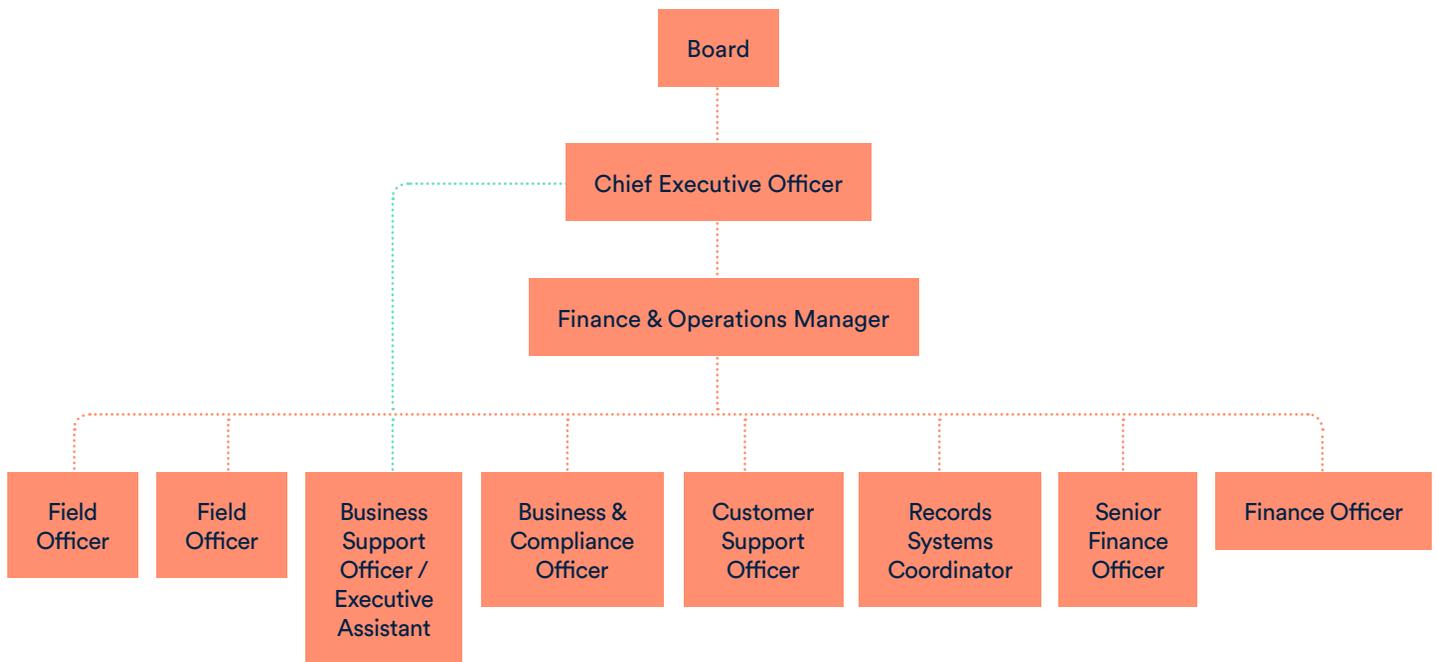 Board
Chief Executive Officer
Finance & Operations Manager
Field
Officer
Field
Officer
Business
Support
Officer /
Executive
Assistant
Business &
Compliance
Officer
Customer
Support
Officer
Records
Systems
Coordinator
Senior
Finance
Officer
Finance Officer